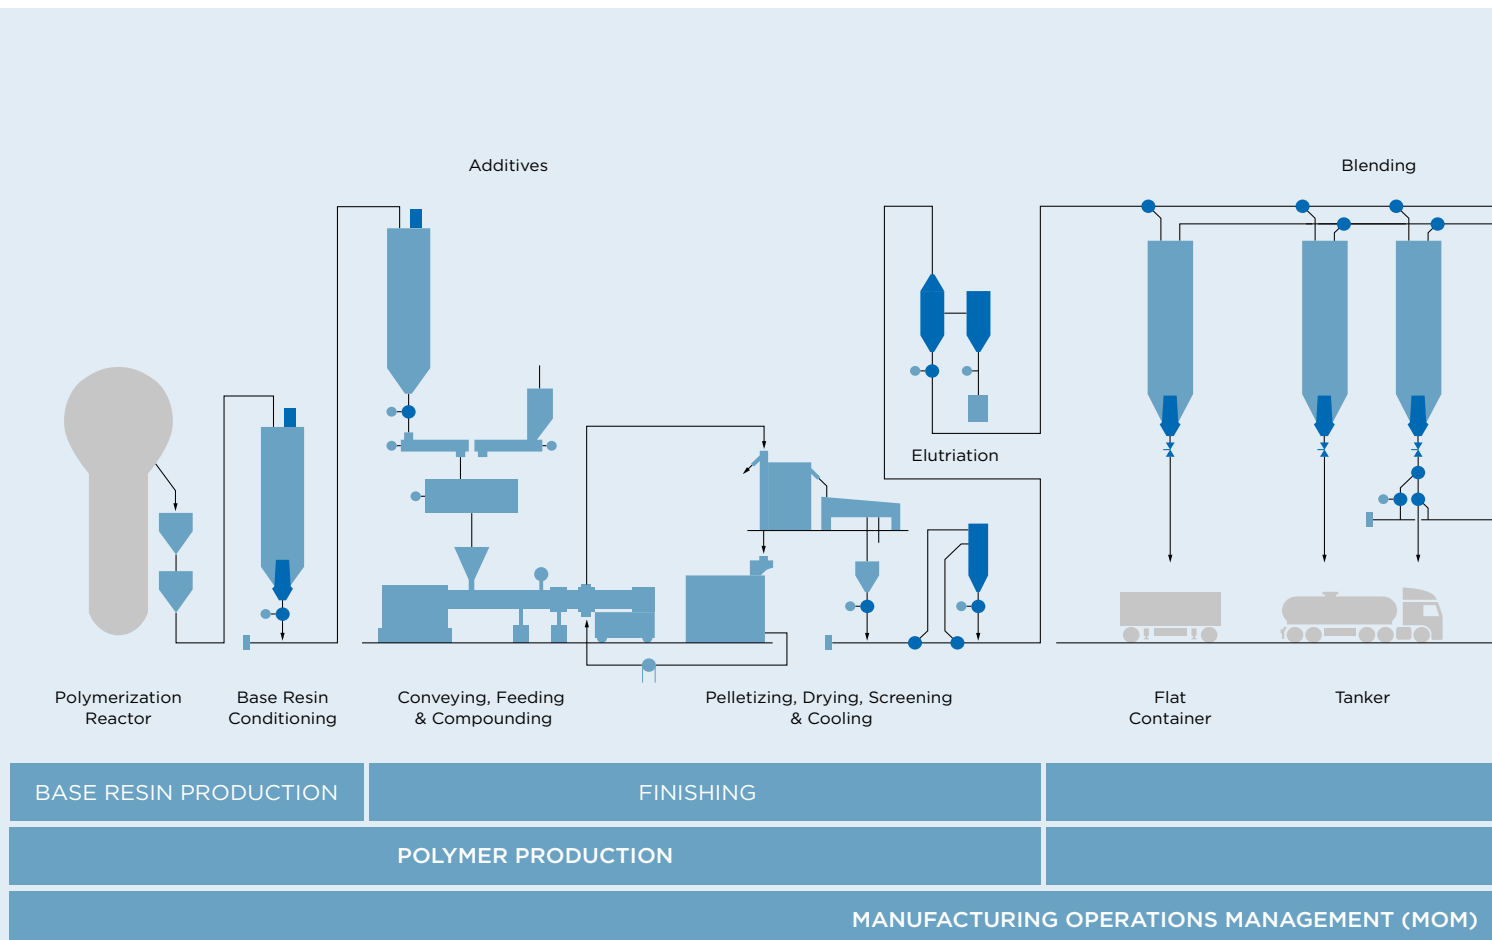 Additives
Blending
Elutriation
Polymerization
Reactor
Base Resin
Conditioning
Conveying, Feeding
& Compounding
Pelletizing, Drying, Screening
& Cooling
Flat
Container
Tanker
BASE RESIN PRODUCTION
FINISHING
POLYMER PRODUCTION
MANUFACTURING OPERATIONS MANAGEMENT (MOM)